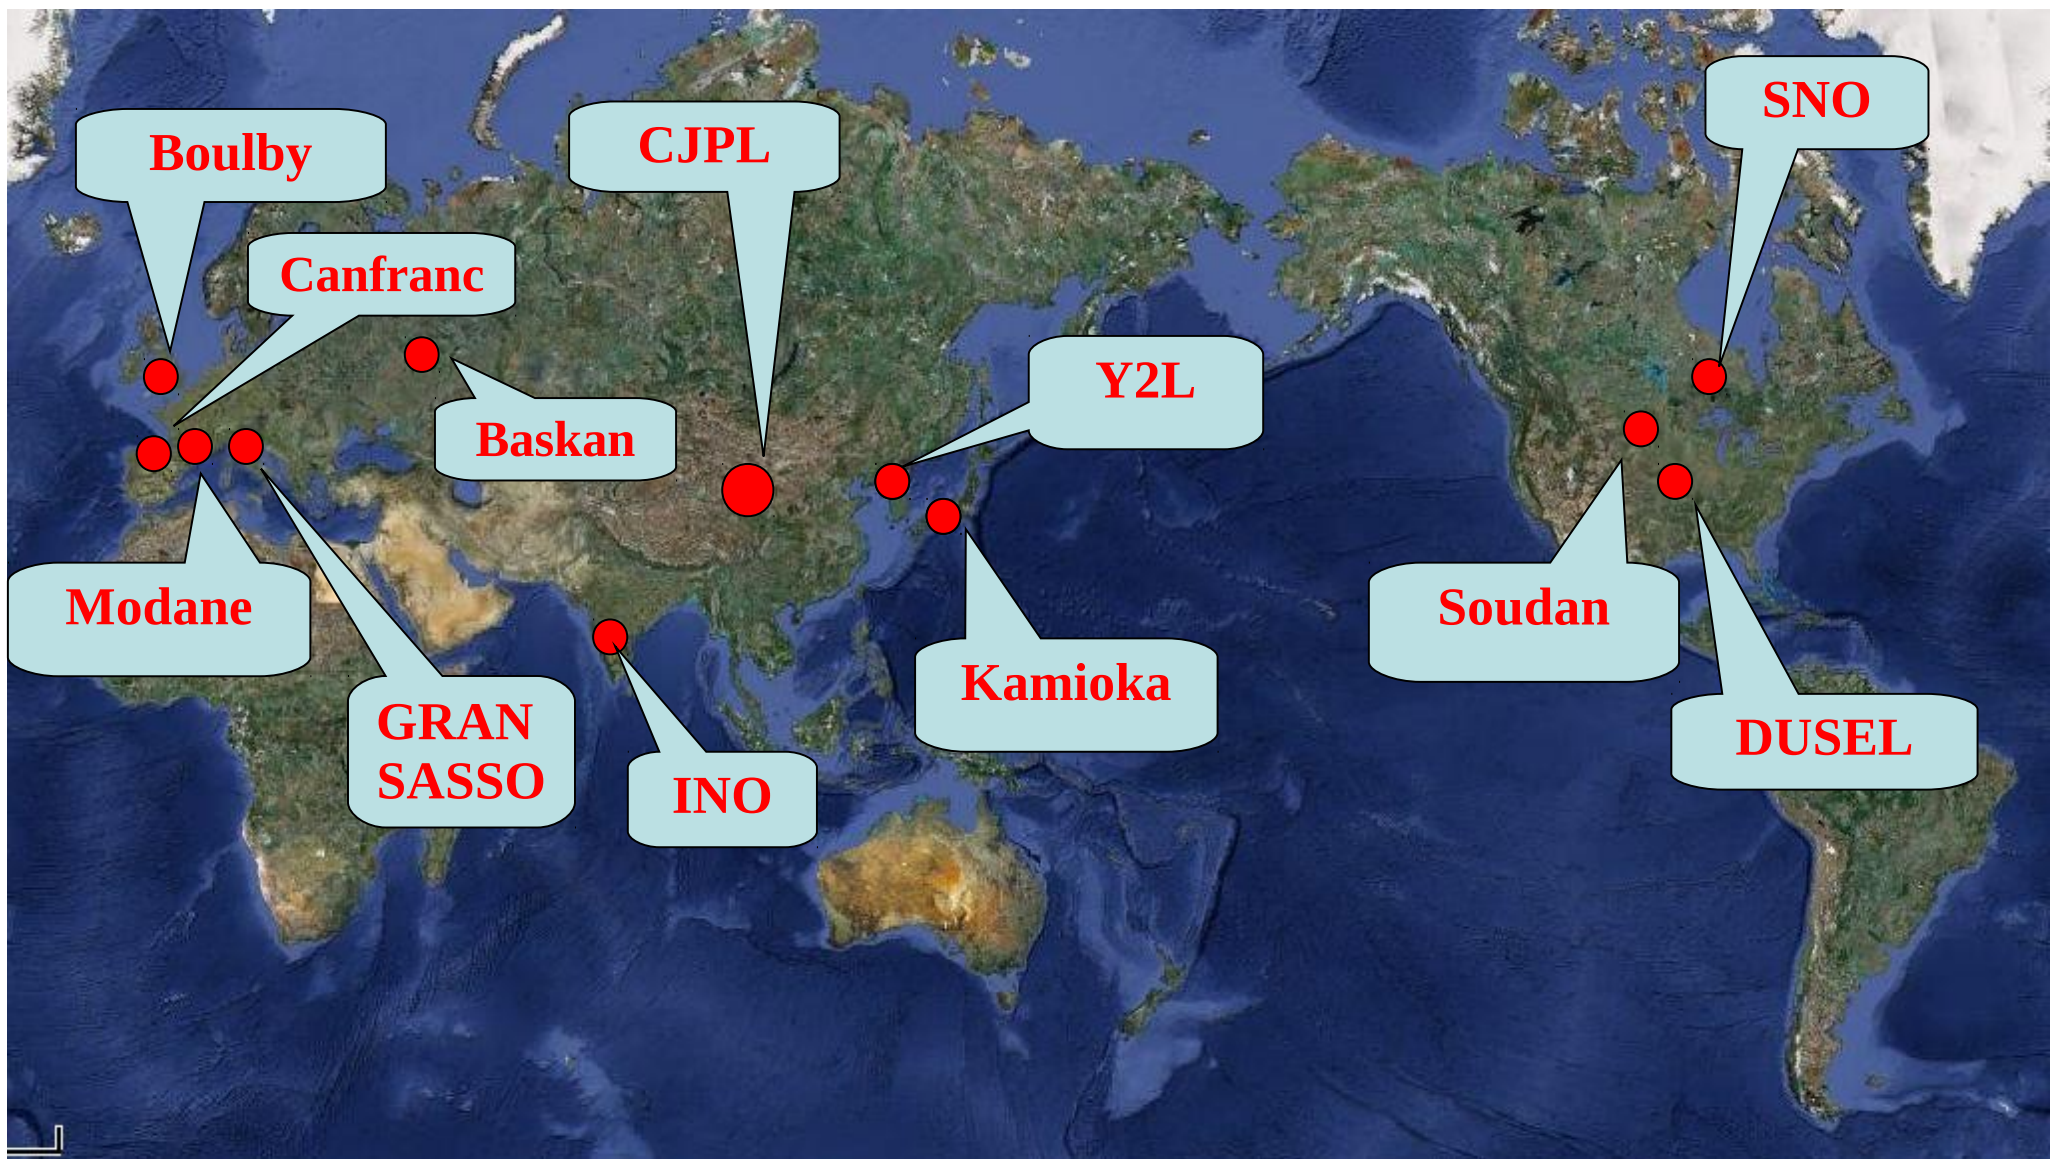 SNO
CJPL
Boulby
Canfranc
Y2L
Baskan
Modane
Soudan
Kamioka
GRAN
SASSO
DUSEL
INO